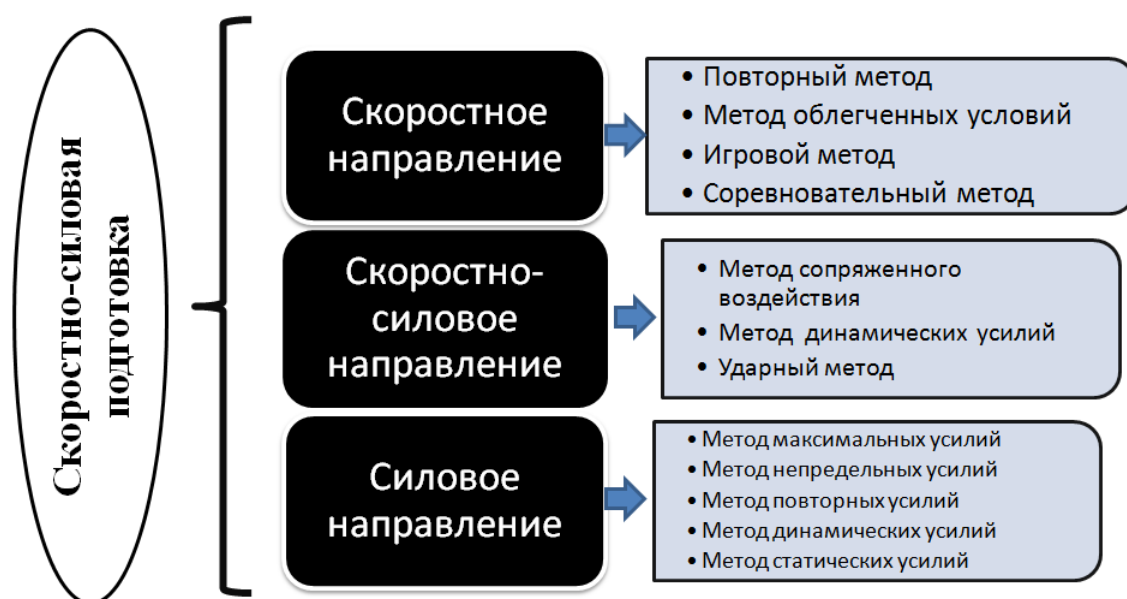 Скоростно-силовая
подготовка
Скоростное
направление
• Повторный метод
• Метод облегченных условий
• Игровой метод
• Соревновательный метод
Скоростно-
силовое
направление
• Метод сопряженного
воздействия
• Метод динамических усилий
• Ударный метод
Силовое
направление
• Метод максимальных усилий
• Метод непредельных усилий
• Метод повторных усилий
• Метод динамических усилий
• Метод статических усилий